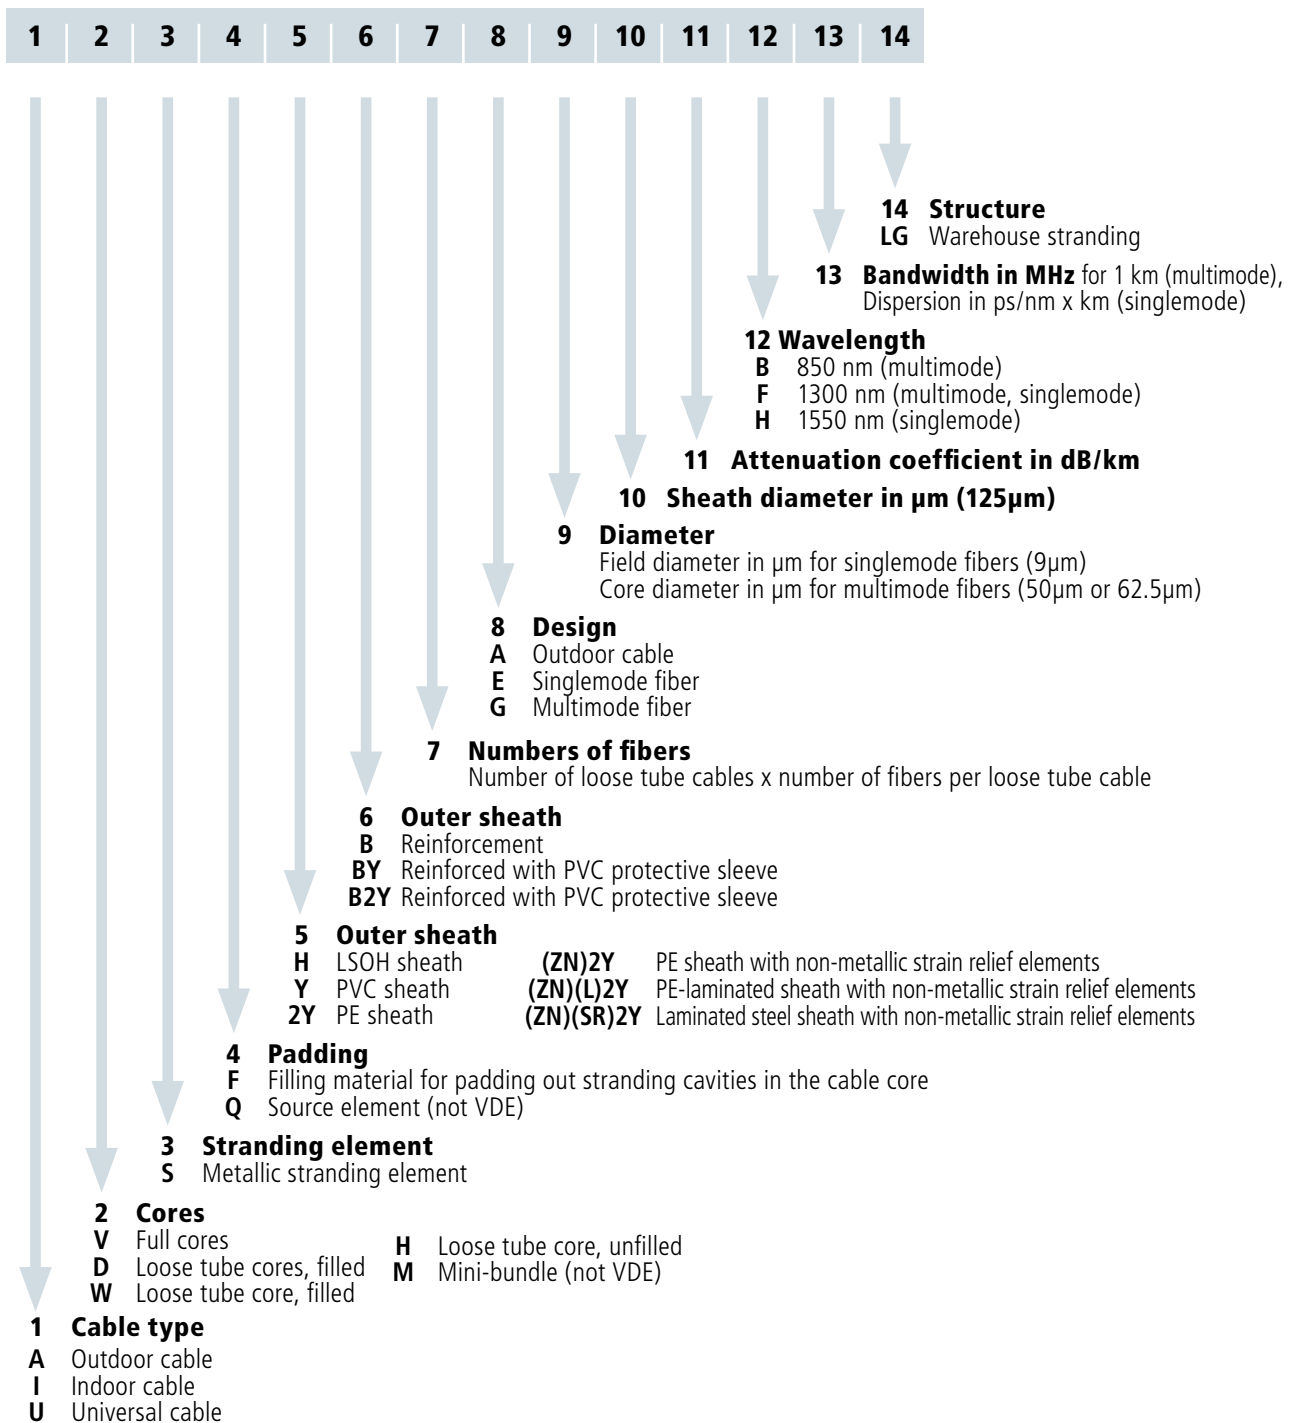 1 2 3 4 5 6 7 8 9 10 11 12 13 14
14 Structure
LG Warehouse stranding
13 Bandwidth in MHz for 1 km (multimode),
Dispersion in ps/nm x km (singlemode)
12 Wavelength
B 850 nm (multimode)
F 1300 nm (multimode, singlemode)
H 1550 nm (singlemode)
11 Attenuation coefficient in dB/km
10 Sheath diameter in µm (125µm)
9 Diameter
Field diameter in µm for singlemode fibers (9µm)
Core diameter in µm for multimode fibers (50µm or 62.5µm)
8 Design
A Outdoor cable
E Singlemode fiber
G Multimode fiber
7 Numbers of fibers
Number of loose tube cables x number of fibers per loose tube cable
6 Outer sheath
B Reinforcement
BY Reinforced with PVC protective sleeve
B2Y Reinforced with PVC protective sleeve
5 Outer sheath
H LSOH sheath (ZN)2Y PE sheath with non-metallic strain relief elements
Y PVC sheath (ZN)(L)2Y PE-laminated sheath with non-metallic strain relief elements
2Y PE sheath (ZN)(SR)2Y Laminated steel sheath with non-metallic strain relief elements
4 Padding
F Filling material for padding out stranding cavities in the cable core
Q Source element (not VDE)
3 Stranding element
S Metallic stranding element
2 Cores
V Full cores
D Loose tube cores, filled
W Loose tube core, filled
H Loose tube core, unfilled
M Mini-bundle (not VDE)
1 Cable type
A Outdoor cable
I Indoor cable
U Universal cable